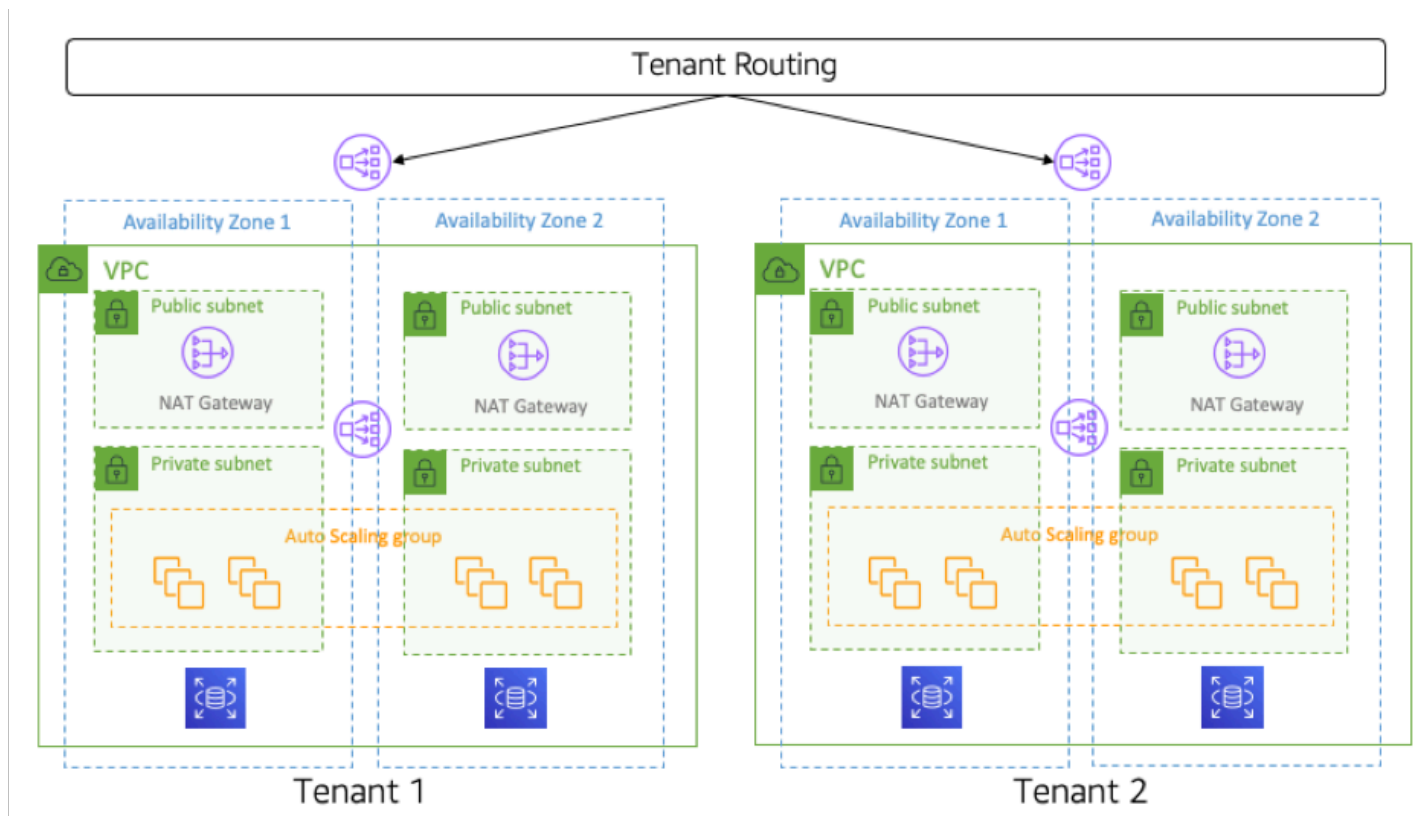 Tenant Routing
Availability Zone 1
Availability Zone 2
VPC
Public subnet
NAT Gateway
Public subnet
NAT Gateway
Private subnet
Private subnet
Auto Scaling group
Tenant 1
Availability Zone 1
Availability Zone 2
VPC
Public subnet
NAT Gateway
Public subnet
NAT Gateway
Private subnet
Private subnet
Auto Scaling group
Tenant 2